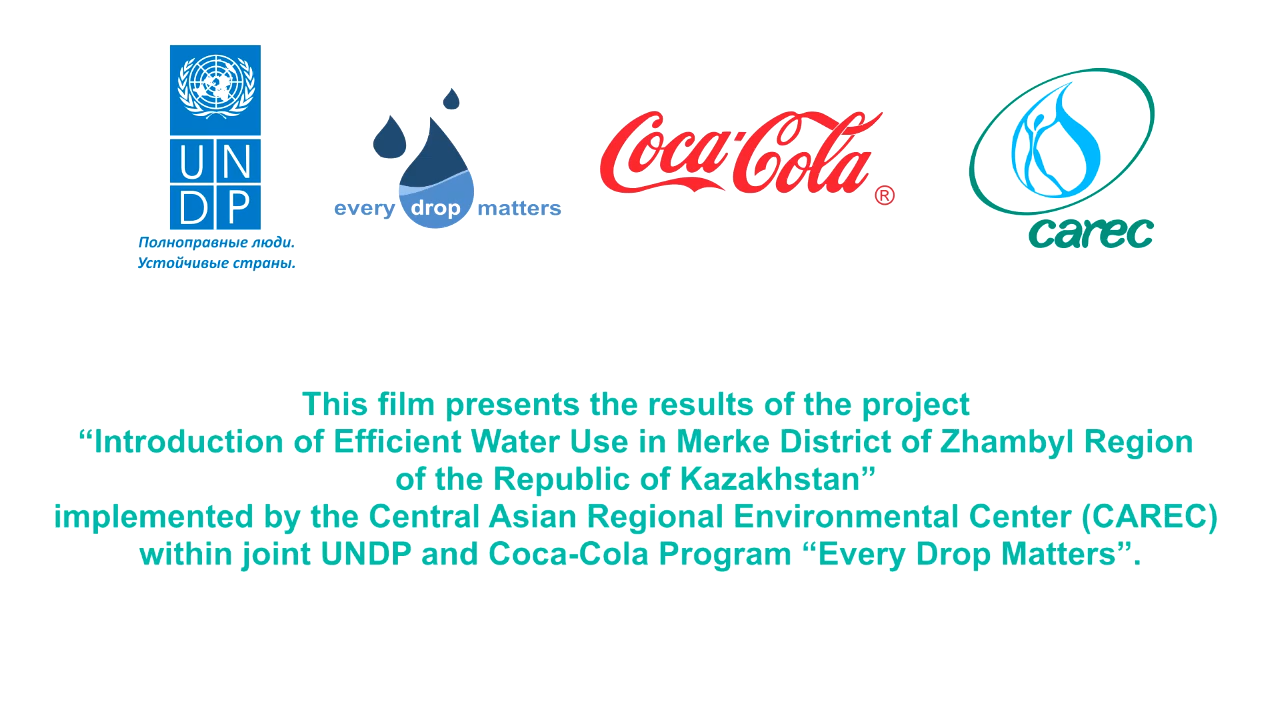 UN
DP
Полноправные люди.
Устойчивые страны.
every drop matters
Coca-Cola ®
carec
This film presents the results of the project
“Introduction of Efficient Water Use in Merke District of Zhambyl Region
of the Republic of Kazakhstan”
implemented by the Central Asian Regional Environmental Center (CAREC)
within joint UNDP and Coca-Cola Program “Every Drop Matters”.